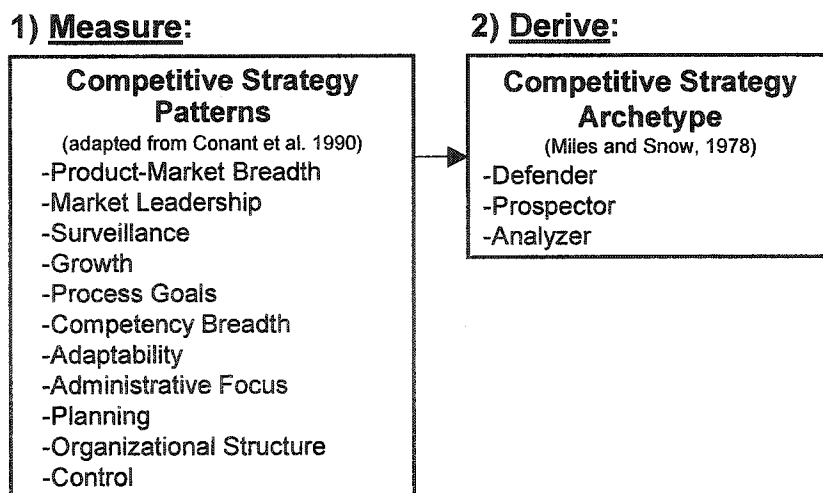 1) Measure:
Competitive Strategy
Patterns
(adapted from Conant et al. 1990)
-Product-Market Breadth
-Market Leadership
-Surveillance
-Growth
-Process Goals
-Competency Breadth
-Adaptability
-Administrative Focus
-Planning
-Organizational Structure
-Control
2) Derive:
Competitive Strategy
Archetype
(Miles and Snow, 1978)
-Defender
-Prospector
-Analyzer